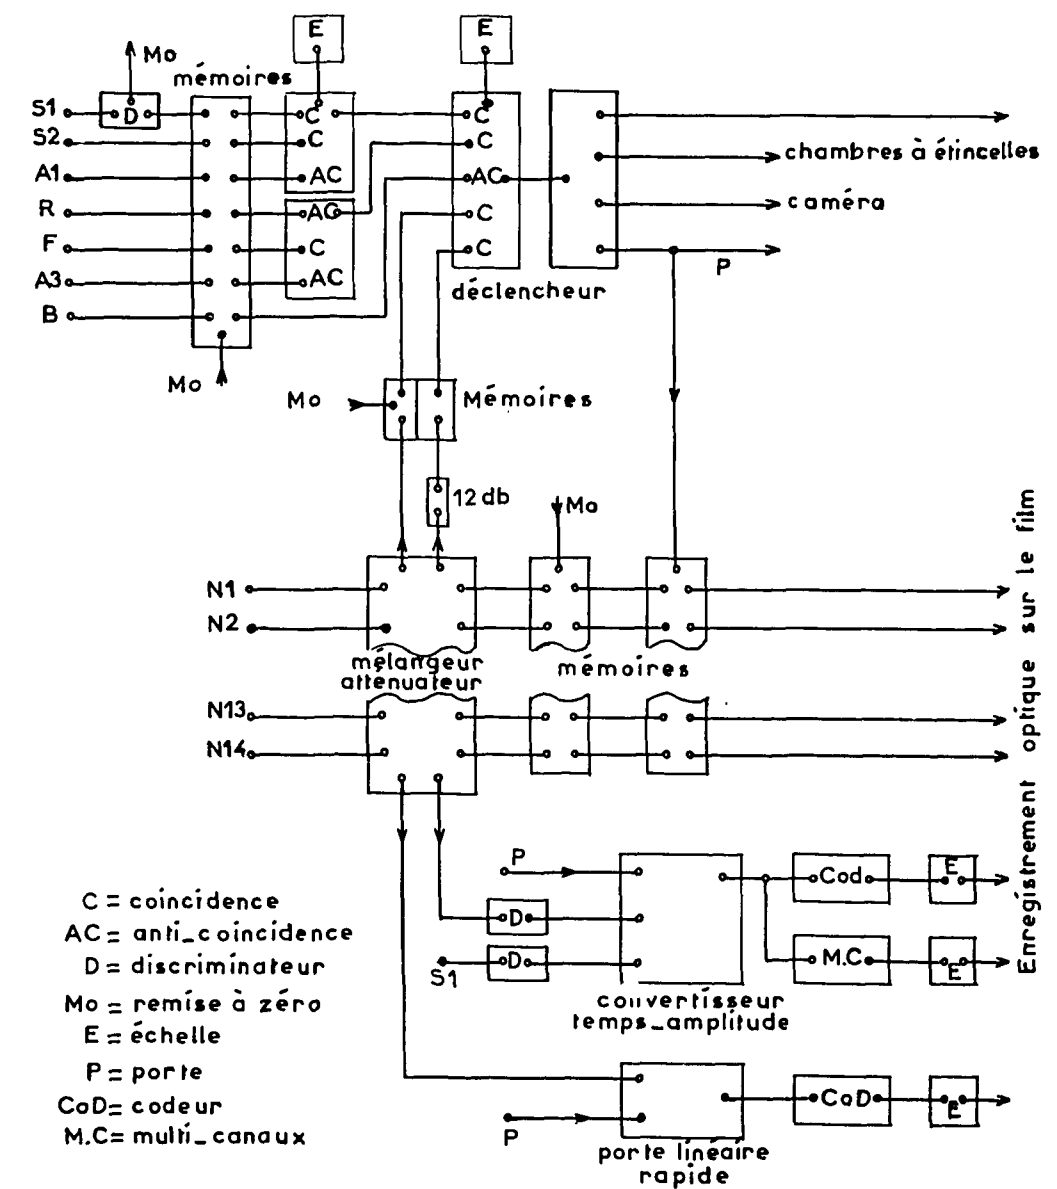 E
E
Mo
mémoires
S1
D
C
C
S2
C
C
chambres à étincelles
A1
AC
AC
R
AC
C
caméra
F
C
C
P
A3
AC
déclencheur
B
Mo
Mo
Mémoires
12 db
Mo
N1
N2
mélangeur
atténuateur
mémoires
N13
N14
Enregistrement optique sur le film
P
Cod
E
D
S1
D
M.C
E
convertisseur
temps_amplitude
C = coincidence
AC = anti_coincidence
D = discriminateur
Mo = remise à zéro
E = échelle
P = porte
CoD= codeur
M.C= multi_canaux
CoD
E
P
porte linéaire
rapide